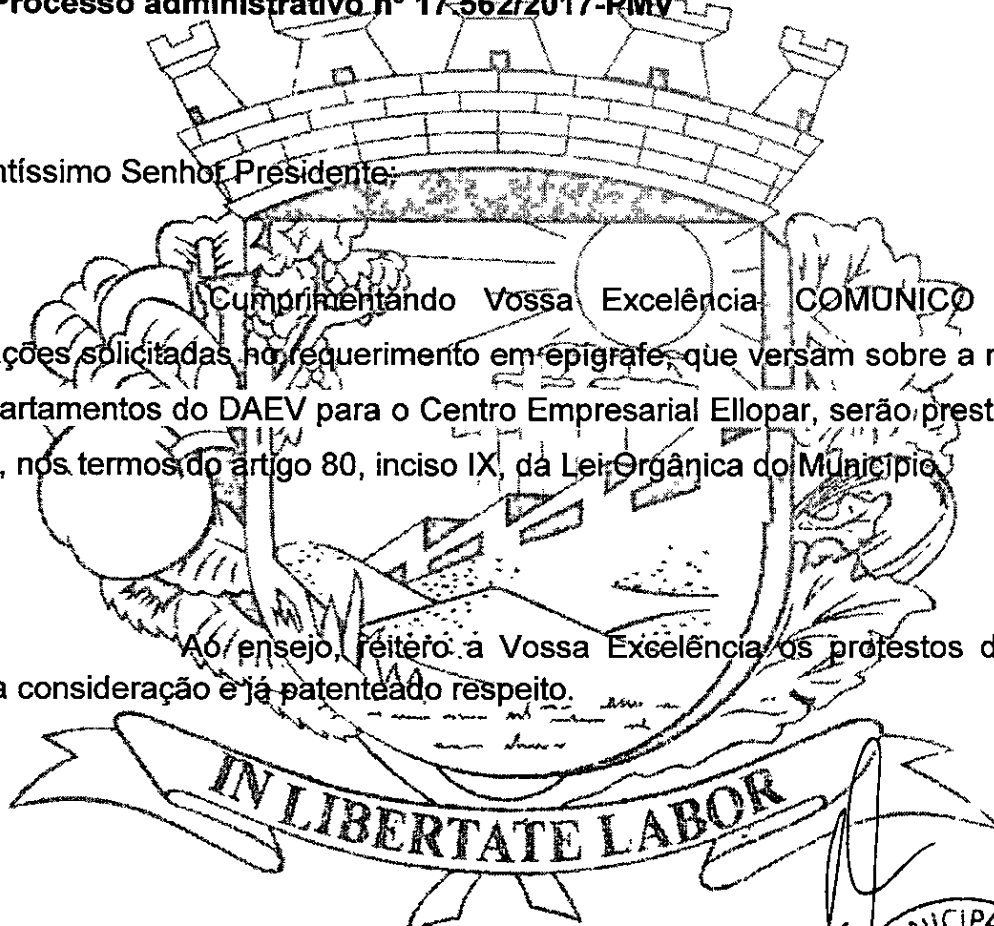 Processo administrativo nº 17.562/2017-PMV
ntíssimo Senhor Presidente:
Cumprimentando Vossa Excelência COMUNICO
ções solicitadas no requerimento em epígrafe, que versam sobre a
artamentos do DAEV para o Centro Empresarial Ellopar, serão prest
, nos termos do artigo 80, inciso IX, da Lei Orgânica do Município.
Ao ensejo, reitero a Vossa Excelência os protestos d
a consideração e já patenteado respeito.
IN LIBERTATE LABOR
NICIPA